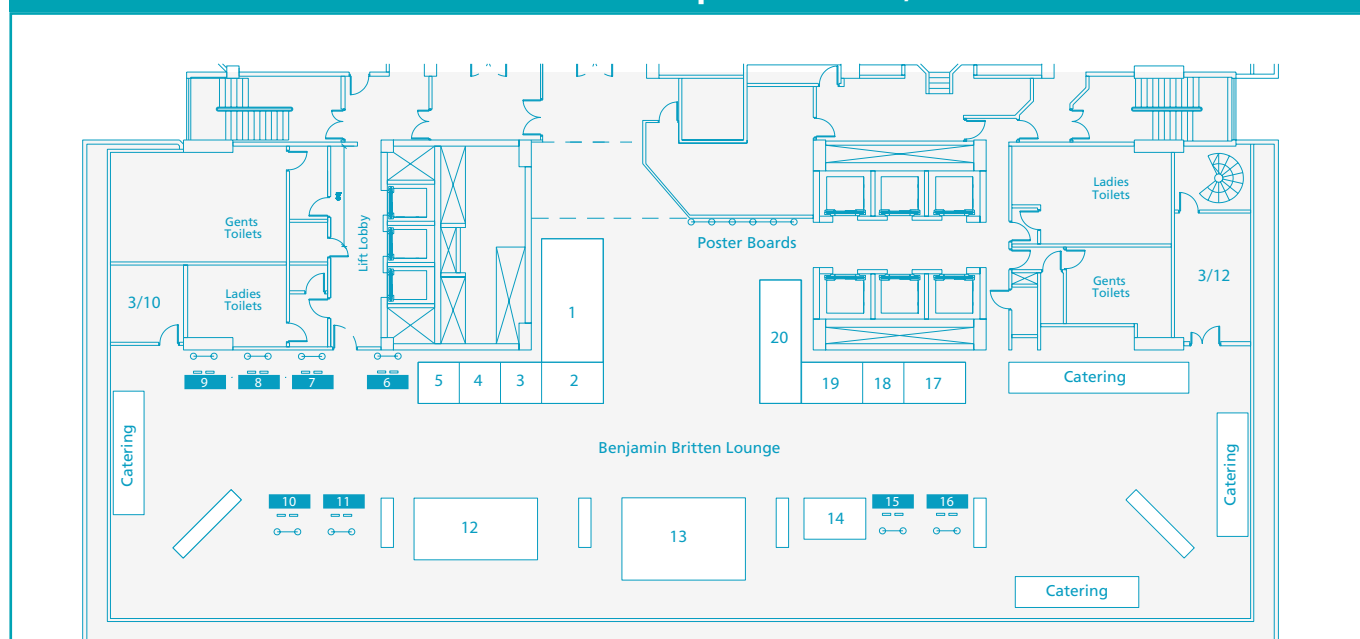 Ladies
Toilets
Gents
Toilets
Lift Lobby
Poster Boards
3/10
Ladies
Toilets
Gents
Toilets
3/12
1
20
9
8
7
6
5
4
3
2
19
18
17
Catering
Catering
Benjamin Britten Lounge
Catering
10
11
12
13
14
15
16
Catering